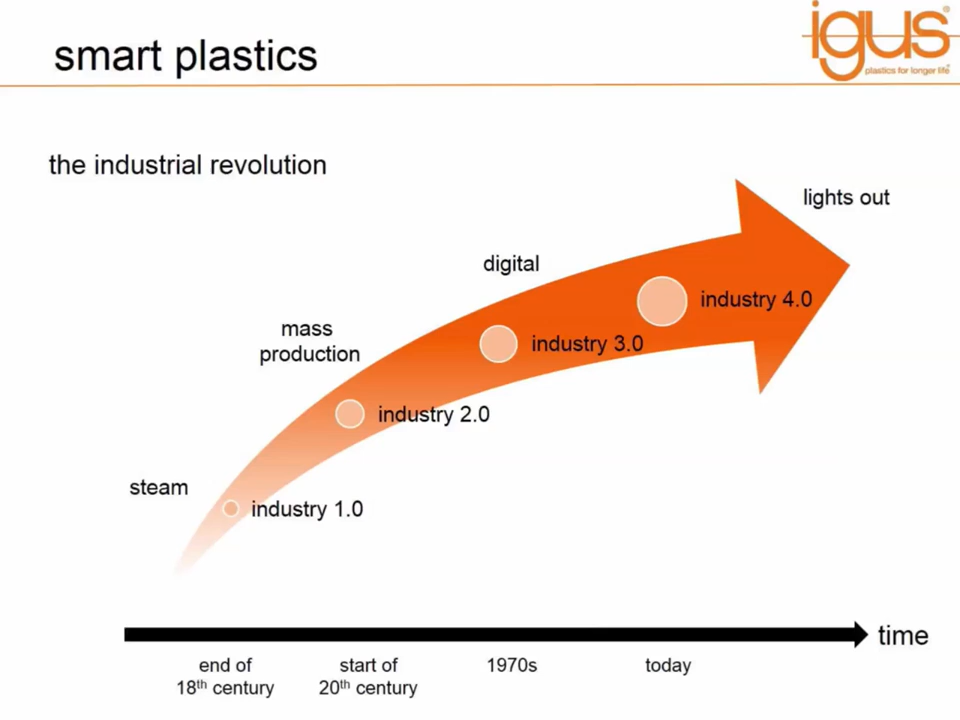 smart plastics
igus®
plastics for longer life®
the industrial revolution
lights out
digital
industry 4.0
mass
production
industry 3.0
industry 2.0
steam
industry 1.0
time
end of
18th century
start of
20th century
1970s
today